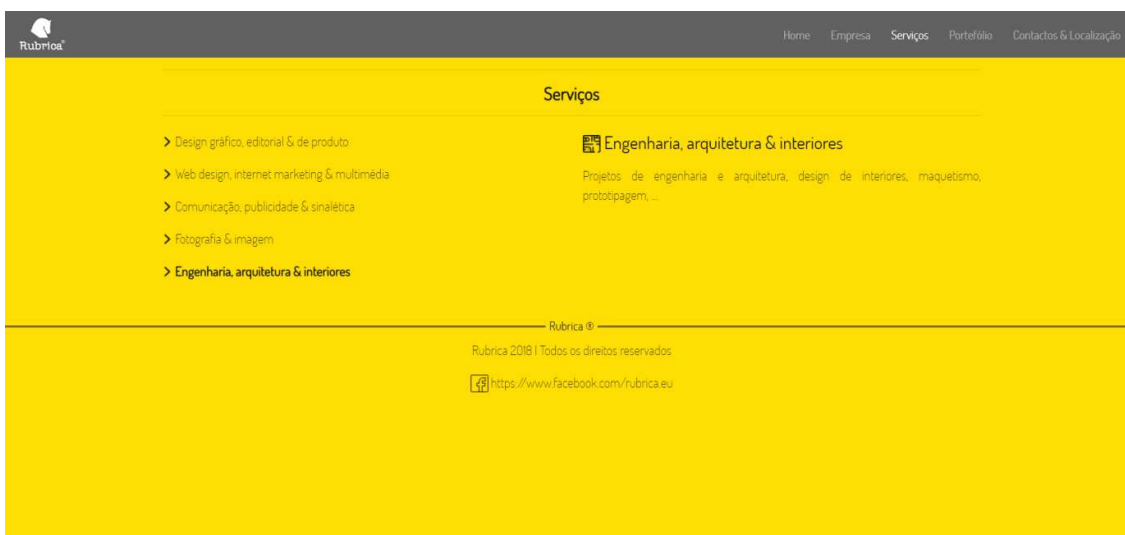 Rubrica®
Home Empresa Serviços Portefólio Contactos & Localização
Serviços
Design gráfico, editorial & de produto
Web design, internet marketing & multimédia
Comunicação, publicidade & sinalética
Fotografia & imagem
Engenharia, arquitetura & interiores
Engenharia, arquitetura & interiores
Projetos de engenharia e arquitetura, design de interiores, maquetismo,
prototipagem, ...
Rubrica ®
Rubrica 2018 | Todos os direitos reservados
https://www.facebook.com/rubrica.eu